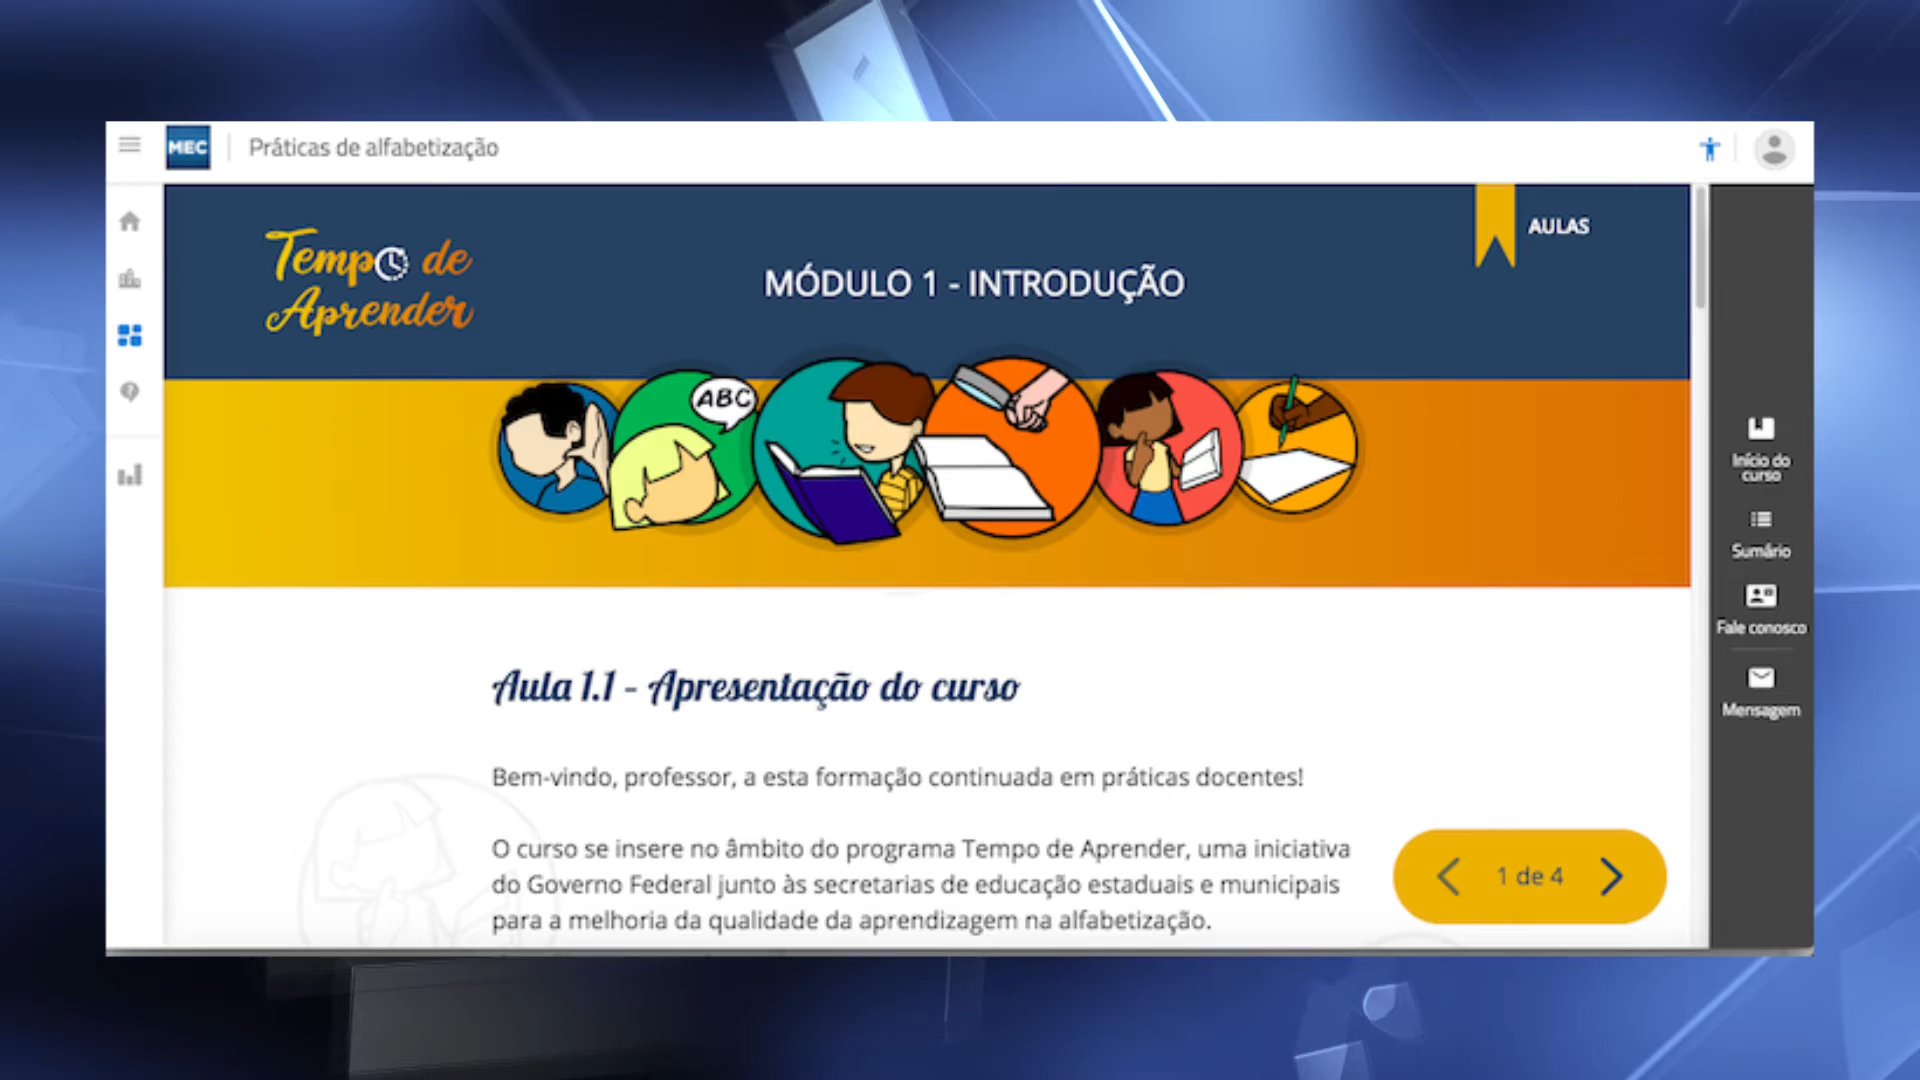 MEC
Práticas de alfabetização
Tempo de
Aprender
MÓDULO 1 - INTRODUÇÃO
AULAS
ABC
Início do
curso
Sumário
Fale conosco
Mensagem
Aula 1.1 – Apresentação do curso
Bem-vindo, professor, a esta formação continuada em práticas docentes!
O curso se insere no âmbito do programa Tempo de Aprender, uma iniciativa
do Governo Federal junto às secretarias de educação estaduais e municipais
para a melhoria da qualidade da aprendizagem na alfabetização.
1 de 4